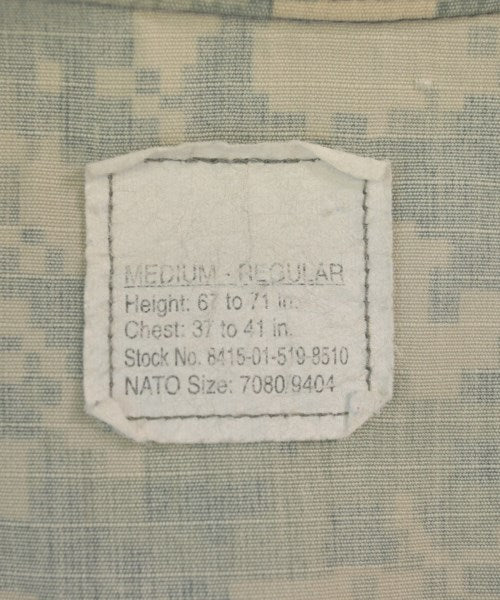 MEDIUM - REGULAR
Height: 67 to 71 in.
Chest: 37 to 41 in.
Stock No. 8415-01-519-8510
NATO Size: 7080/9404